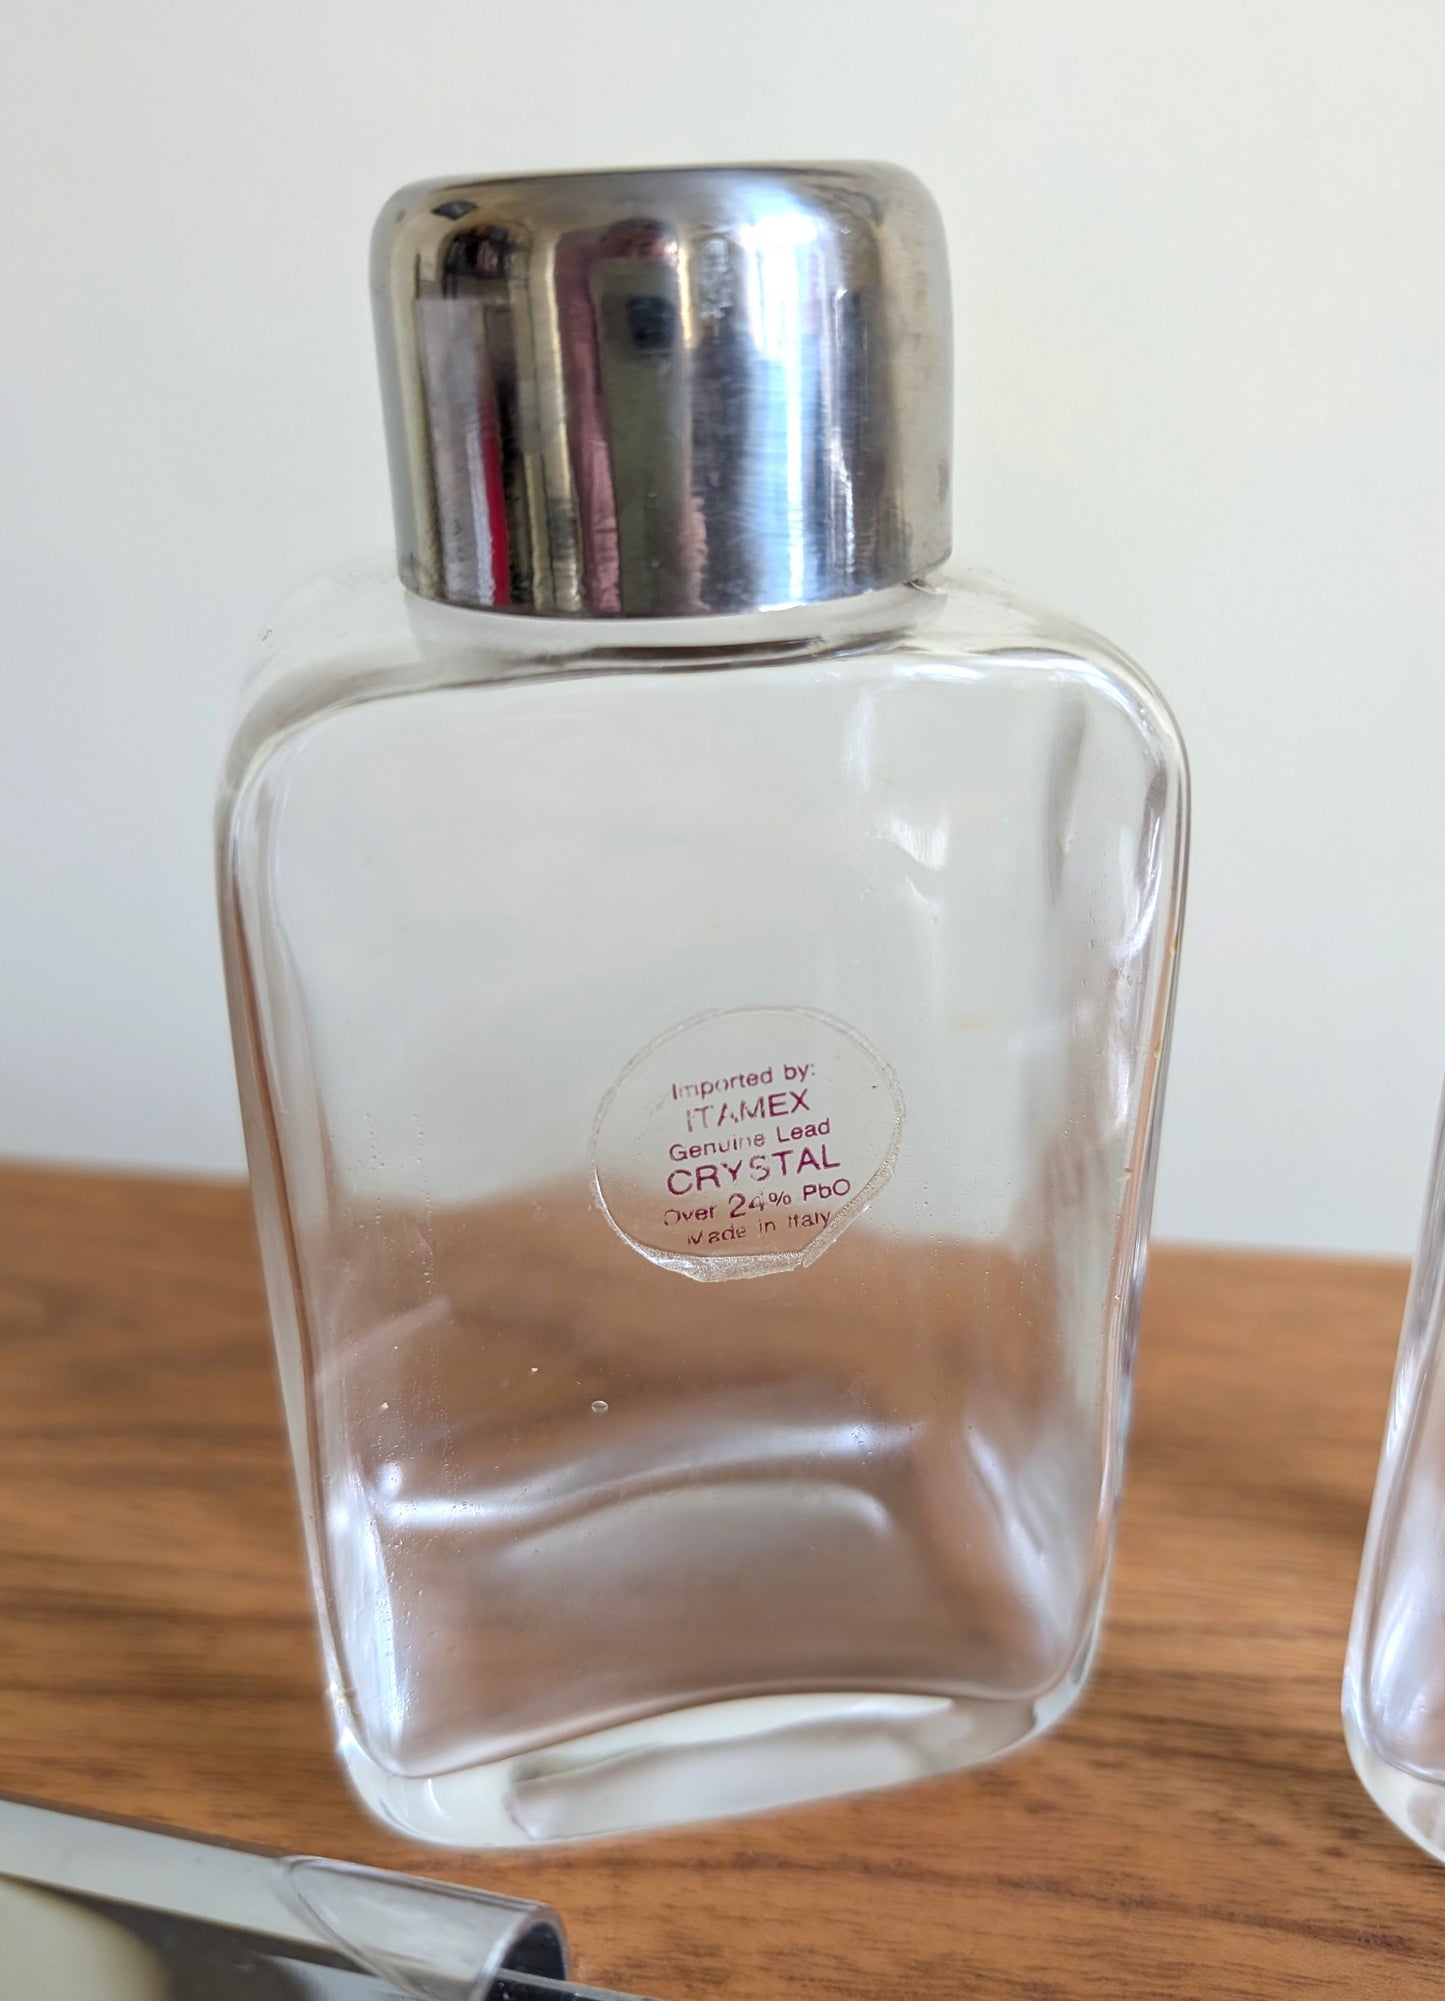 Imported by:
ITAMEX
Genuine Lead
CRYSTAL
Over 24% PbO
Made in Italy